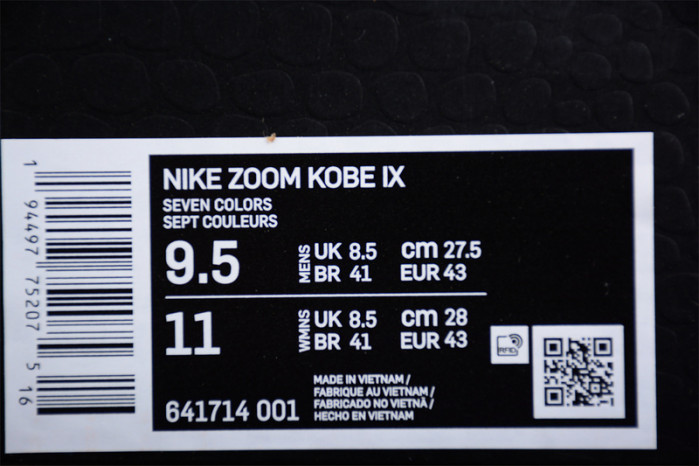 NIKE ZOOM KOBE IX
SEVEN COLORS
SEPT COULEURS
9.5 MENS UK 8.5 cm 27.5
BR 41 EUR 43
11 WMNS UK 8.5 cm 28
BR 41 EUR 43
RFID
641714 001
MADE IN VIETNAM /
FABRIQUE AU VIETNAM /
FABRICADO NO VIETNÃ /
HECHO EN VIETNAM
1 94497 75207 5 16